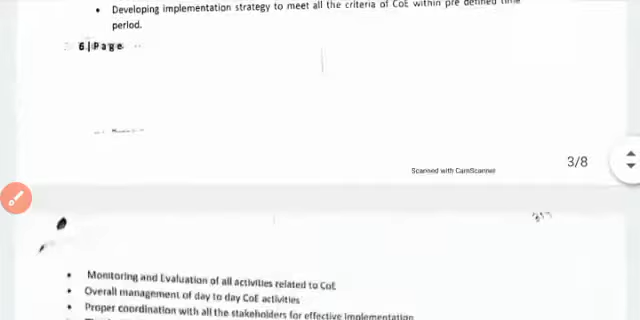 • Developing implementation strategy to meet all the criteria of CoE within pre defined time
period.
6 | P a g e
Scanned with CamScanner
3/8
• Monitoring and Evaluation of all activities related to CoE
• Overall management of day to day CoE activities
• Proper coordination with all the stakeholders for effective implementation